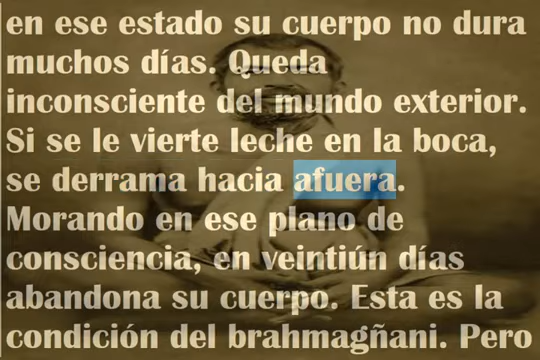 en ese estado su cuerpo no dura
muchos días. Queda
inconsciente del mundo exterior.
Si se le vierte leche en la boca,
se derrama hacia afuera.
Morando en ese plano de
consciencia, en veintiún días
abandona su cuerpo. Esta es la
condición del brahmagñani. Pero